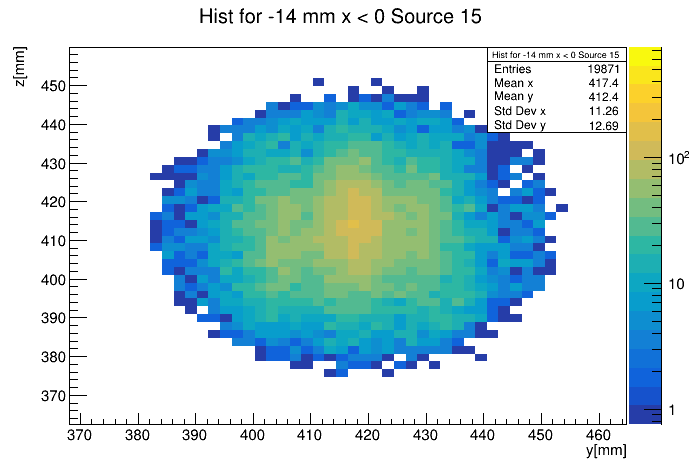 Hist for -14 mm x < 0 Source 15
z[mm]
Hist for -14 mm x < 0 Source 15
Entries 19871
Mean x 417.4
Mean y 412.4
Std Dev x 11.26
Std Dev y 12.69
450
440
430
420
410
400
390
380
370
10²
10
1
370 380 390 400 410 420 430 440 450 460
y[mm]